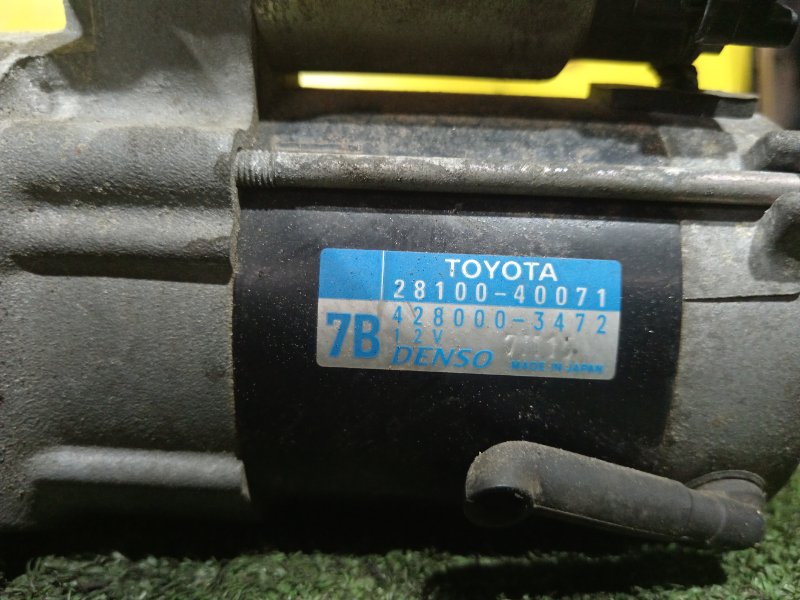 TOYOTA
28100-40071
7B
428000-3472
12V
DENSO
MADE IN JAPAN